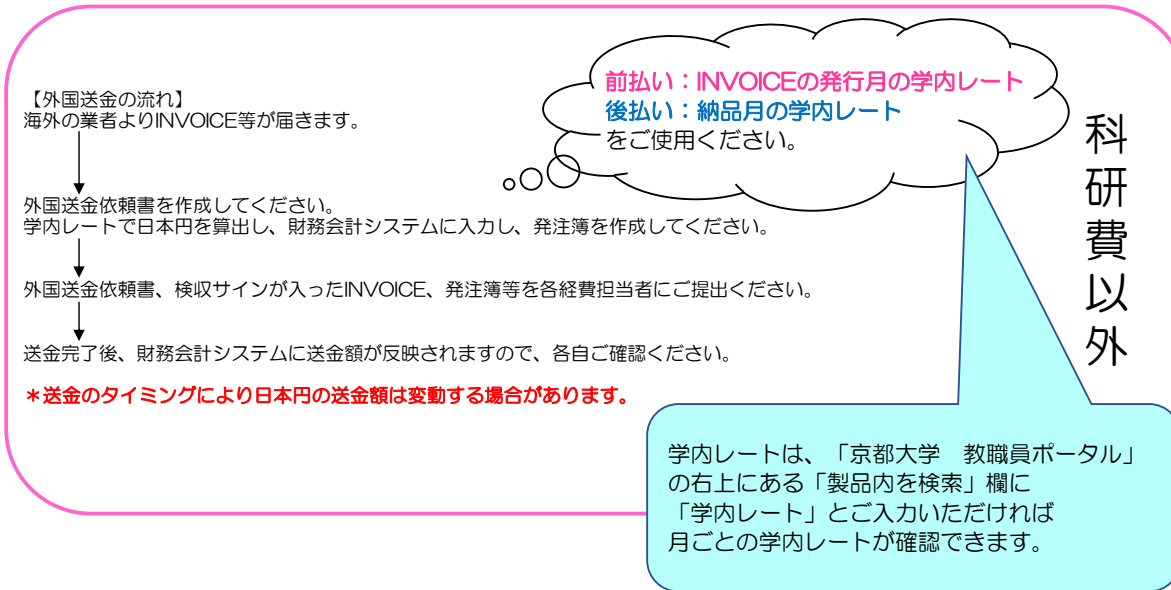 【外国送金の流れ】
海外の業者よりINVOICE等が届きます。
外国送金依頼書を作成してください。
学内レートで日本円を算出し、財務会計システムに入力し、発注簿を作成してください。
外国送金依頼書、検収サインが入ったINVOICE、発注簿等を各経費担当者にご提出ください。
送金完了後、財務会計システムに送金額が反映されますので、各自ご確認ください。
＊送金のタイミングにより日本円の送金額は変動する場合があります。
前払い：INVOICEの発行月の学内レート
後払い：納品月の学内レート
をご使用ください。
科研費以外
学内レートは、「京都大学　教職員ポータル」
の右上にある「製品内を検索」欄に
「学内レート」とご入力いただければ
月ごとの学内レートが確認できます。